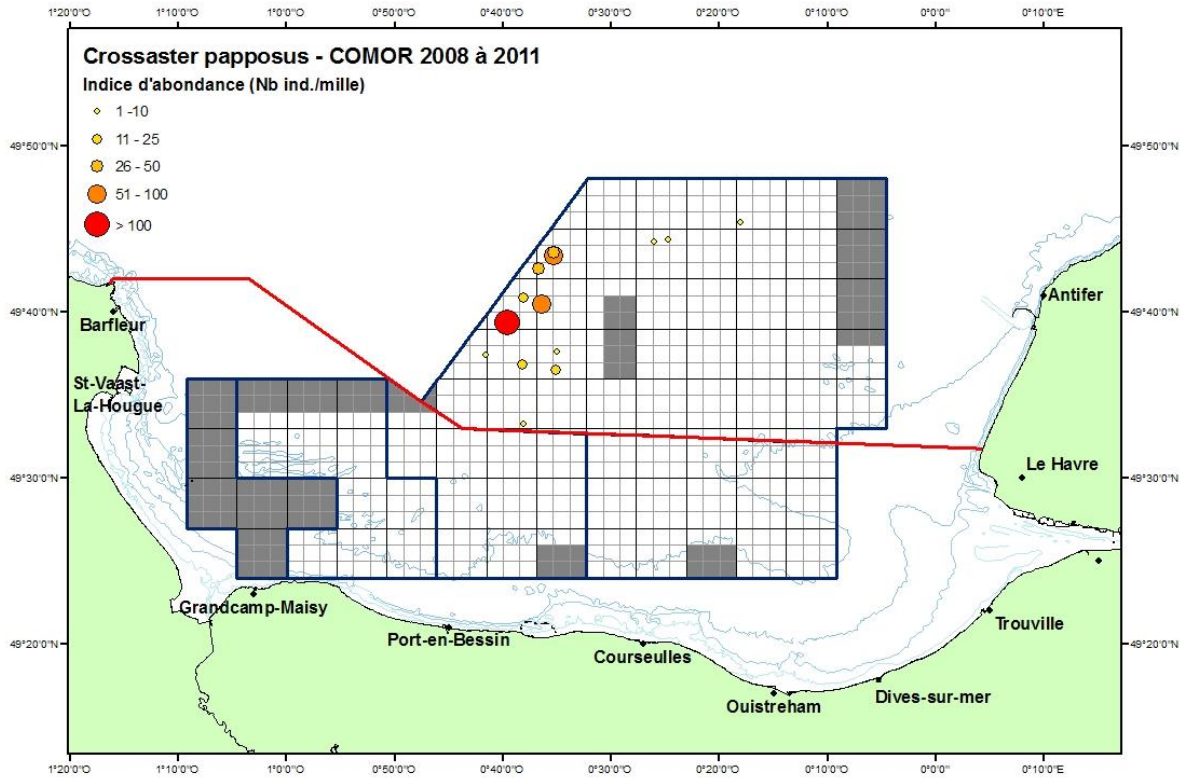 1°20'0"O 1°10'0"O 1°0'0"O 0°50'0"O 0°40'0"O 0°30'0"O 0°20'0"O 0°10'0"O 0°0'0"O 0°10'0"E
Crossaster papposus - COMOR 2008 à 2011
Indice d'abondance (Nb ind./mille)
1 -10
11 - 25
26 - 50
51 - 100
> 100
49°50'0"N 49°50'0"N
Antifer
49°40'0"N 49°40'0"N
Barfleur
St-Vaast-
La-Hougue
Le Havre
49°30'0"N 49°30'0"N
Grandcamp-Maisy
Trouville
Port-en-Bessin
49°20'0"N 49°20'0"N
Courseulles
Dives-sur-mer
Ouistreham
1°20'0"O 1°10'0"O 1°0'0"O 0°50'0"O 0°40'0"O 0°30'0"O 0°20'0"O 0°10'0"O 0°0'0"O 0°10'0"E